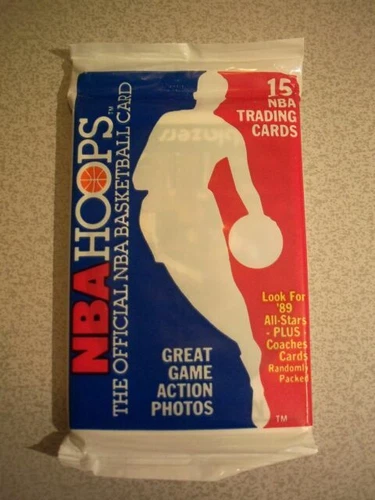 15
NBA
TRADING
CARDS
NBA HOOPS™
THE OFFICIAL NBA BASKETBALL CARD
Look For
'89
All-Stars
- PLUS -
Coaches
Cards
Randomly
Packed
GREAT
GAME
ACTION
PHOTOS
TM